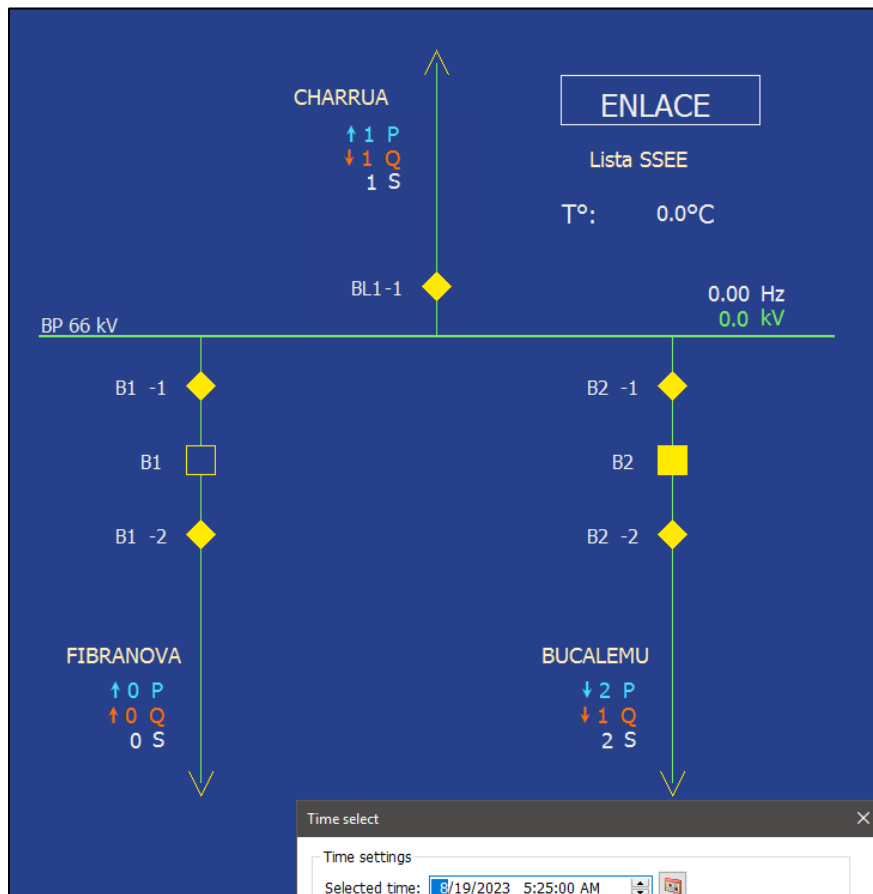 CHARRUA
↑ 1 P
↓ 1 Q
1 S
ENLACE
Lista SSEE
T°: 0.0°C
BL1-1
0.00 Hz
0.0 kV
BP 66 kV
B1 -1
B2 -1
B1
B2
B1 -2
B2 -2
FIBRANOVA
↑ 0 P
↑ 0 Q
0 S
BUCALEMU
↓ 2 P
↓ 1 Q
2 S
Time select
Time settings
Selected time: 8/19/2023 5:25:00 AM